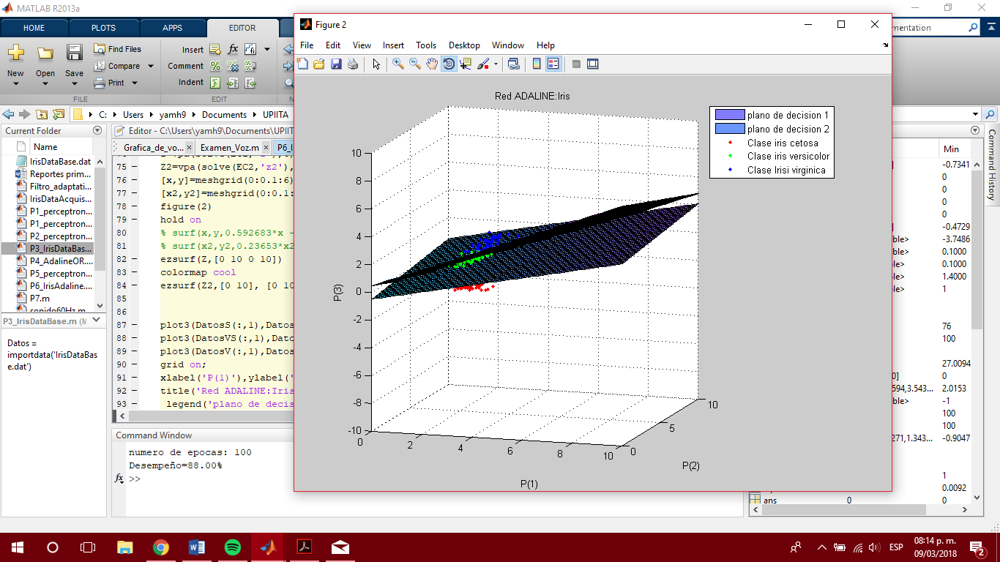 MATLAB R2013a
HOME
PLOTS
APPS
EDITOR
mentation
New
Open
Save
Find Files
Compare
Print
FILE
Insert
Comment
Indent
EDIT
C:
Users
yamh9
Documents
UPIITA
Current Folder
Name
IrisDataBase.dat
Reportes prim...
Filtro_adaptati...
IrisDataAcquis...
P1_perceptron...
P1_perceptron...
P2_perceptron...
P3_IrisDataBas...
P4_AdalineOR....
P5_perceptron...
P6_IrisAdaline....
P7.m
sonido60Hz.m
P3_IrisDataBase.m (M
Datos =
importdata('IrisDataBas
e.dat')
Editor - C:\Users\yamh9\Documents\UPIIT
Grafica_de_vo...
Examen_Voz.m
P6_I
75 Z2=vpa(solve(EC2,'z2'),
76 [x,y]=meshgrid(0:0.1:6)
77 [x2,y2]=meshgrid(0:0.1:
78 figure(2)
79 hold on
80 % surf(x,y,0.592683*x -
81 % surf(x2,y2,0.23653*x2
82 ezsurf(Z,[0 10 0 10])
83 colormap cool
84 ezsurf(Z2,[0 10], [0 10
85
86
87 plot3(DatosS(:,1),Datos
88 plot3(DatosVS(:,1),Dato
89 plot3(DatosV(:,1),Datos
90 grid on;
91 xlabel('P(1)'),ylabel('
92 title('Red ADALINE:Iris
93 legend('plano de decis
Command Window
numero de epocas: 100
Desempeño=88.00%
fx >>
Figure 2
File Edit View Insert Tools Desktop Window Help
Red ADALINE:Iris
plano de decision 1
plano de decision 2
Clase iris cetosa
Clase iris versicolor
Clase Irisi virginica
10
8
6
4
2
0
-2
-4
-6
-8
-10
P(3)
0
2
4
6
8
10
P(1)
0
5
10
P(2)
Command History
Min
-0.7341
0
0
0
0
-0.4729
ble> -3.7486
ble> 0.1000
ble> 0.1000
ble> 1.4000
ble> 1
76
100
27.0094
0] 0
594,3.543... 2.0153
ble> -1
100
100
271,1.343... -0.9047
1
0.0092
ans 0 0
ESP
08:14 p. m.
09/03/2018
2